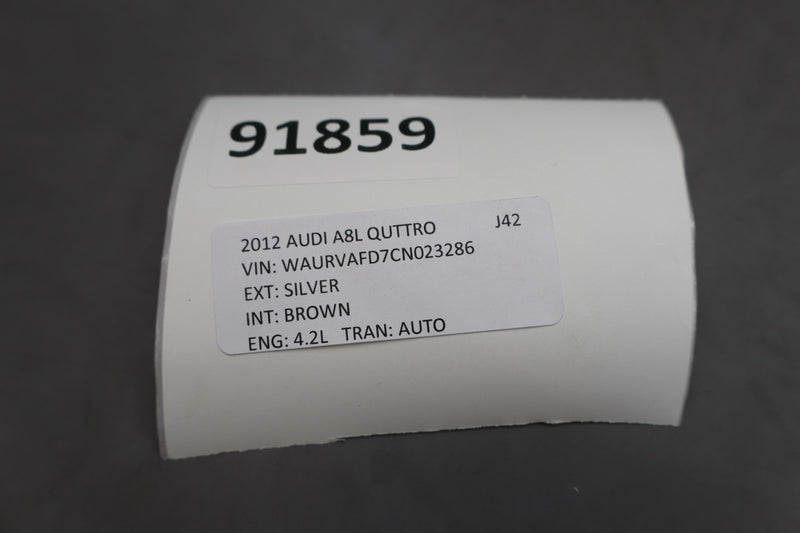 91859
2012 AUDI A8L QUTTRO J42
VIN: WAURVAFD7CN023286
EXT: SILVER
INT: BROWN
ENG: 4.2L TRAN: AUTO